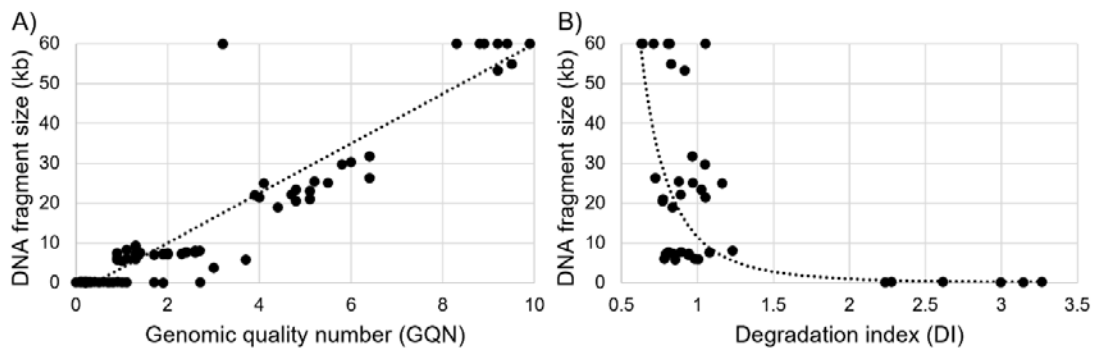 A)
DNA fragment size (kb)
60
50
40
30
20
10
0
0 2 4 6 8 10
Genomic quality number (GQN)
B)
DNA fragment size (kb)
60
50
40
30
20
10
0
0.5 1 1.5 2 2.5 3 3.5
Degradation index (DI)